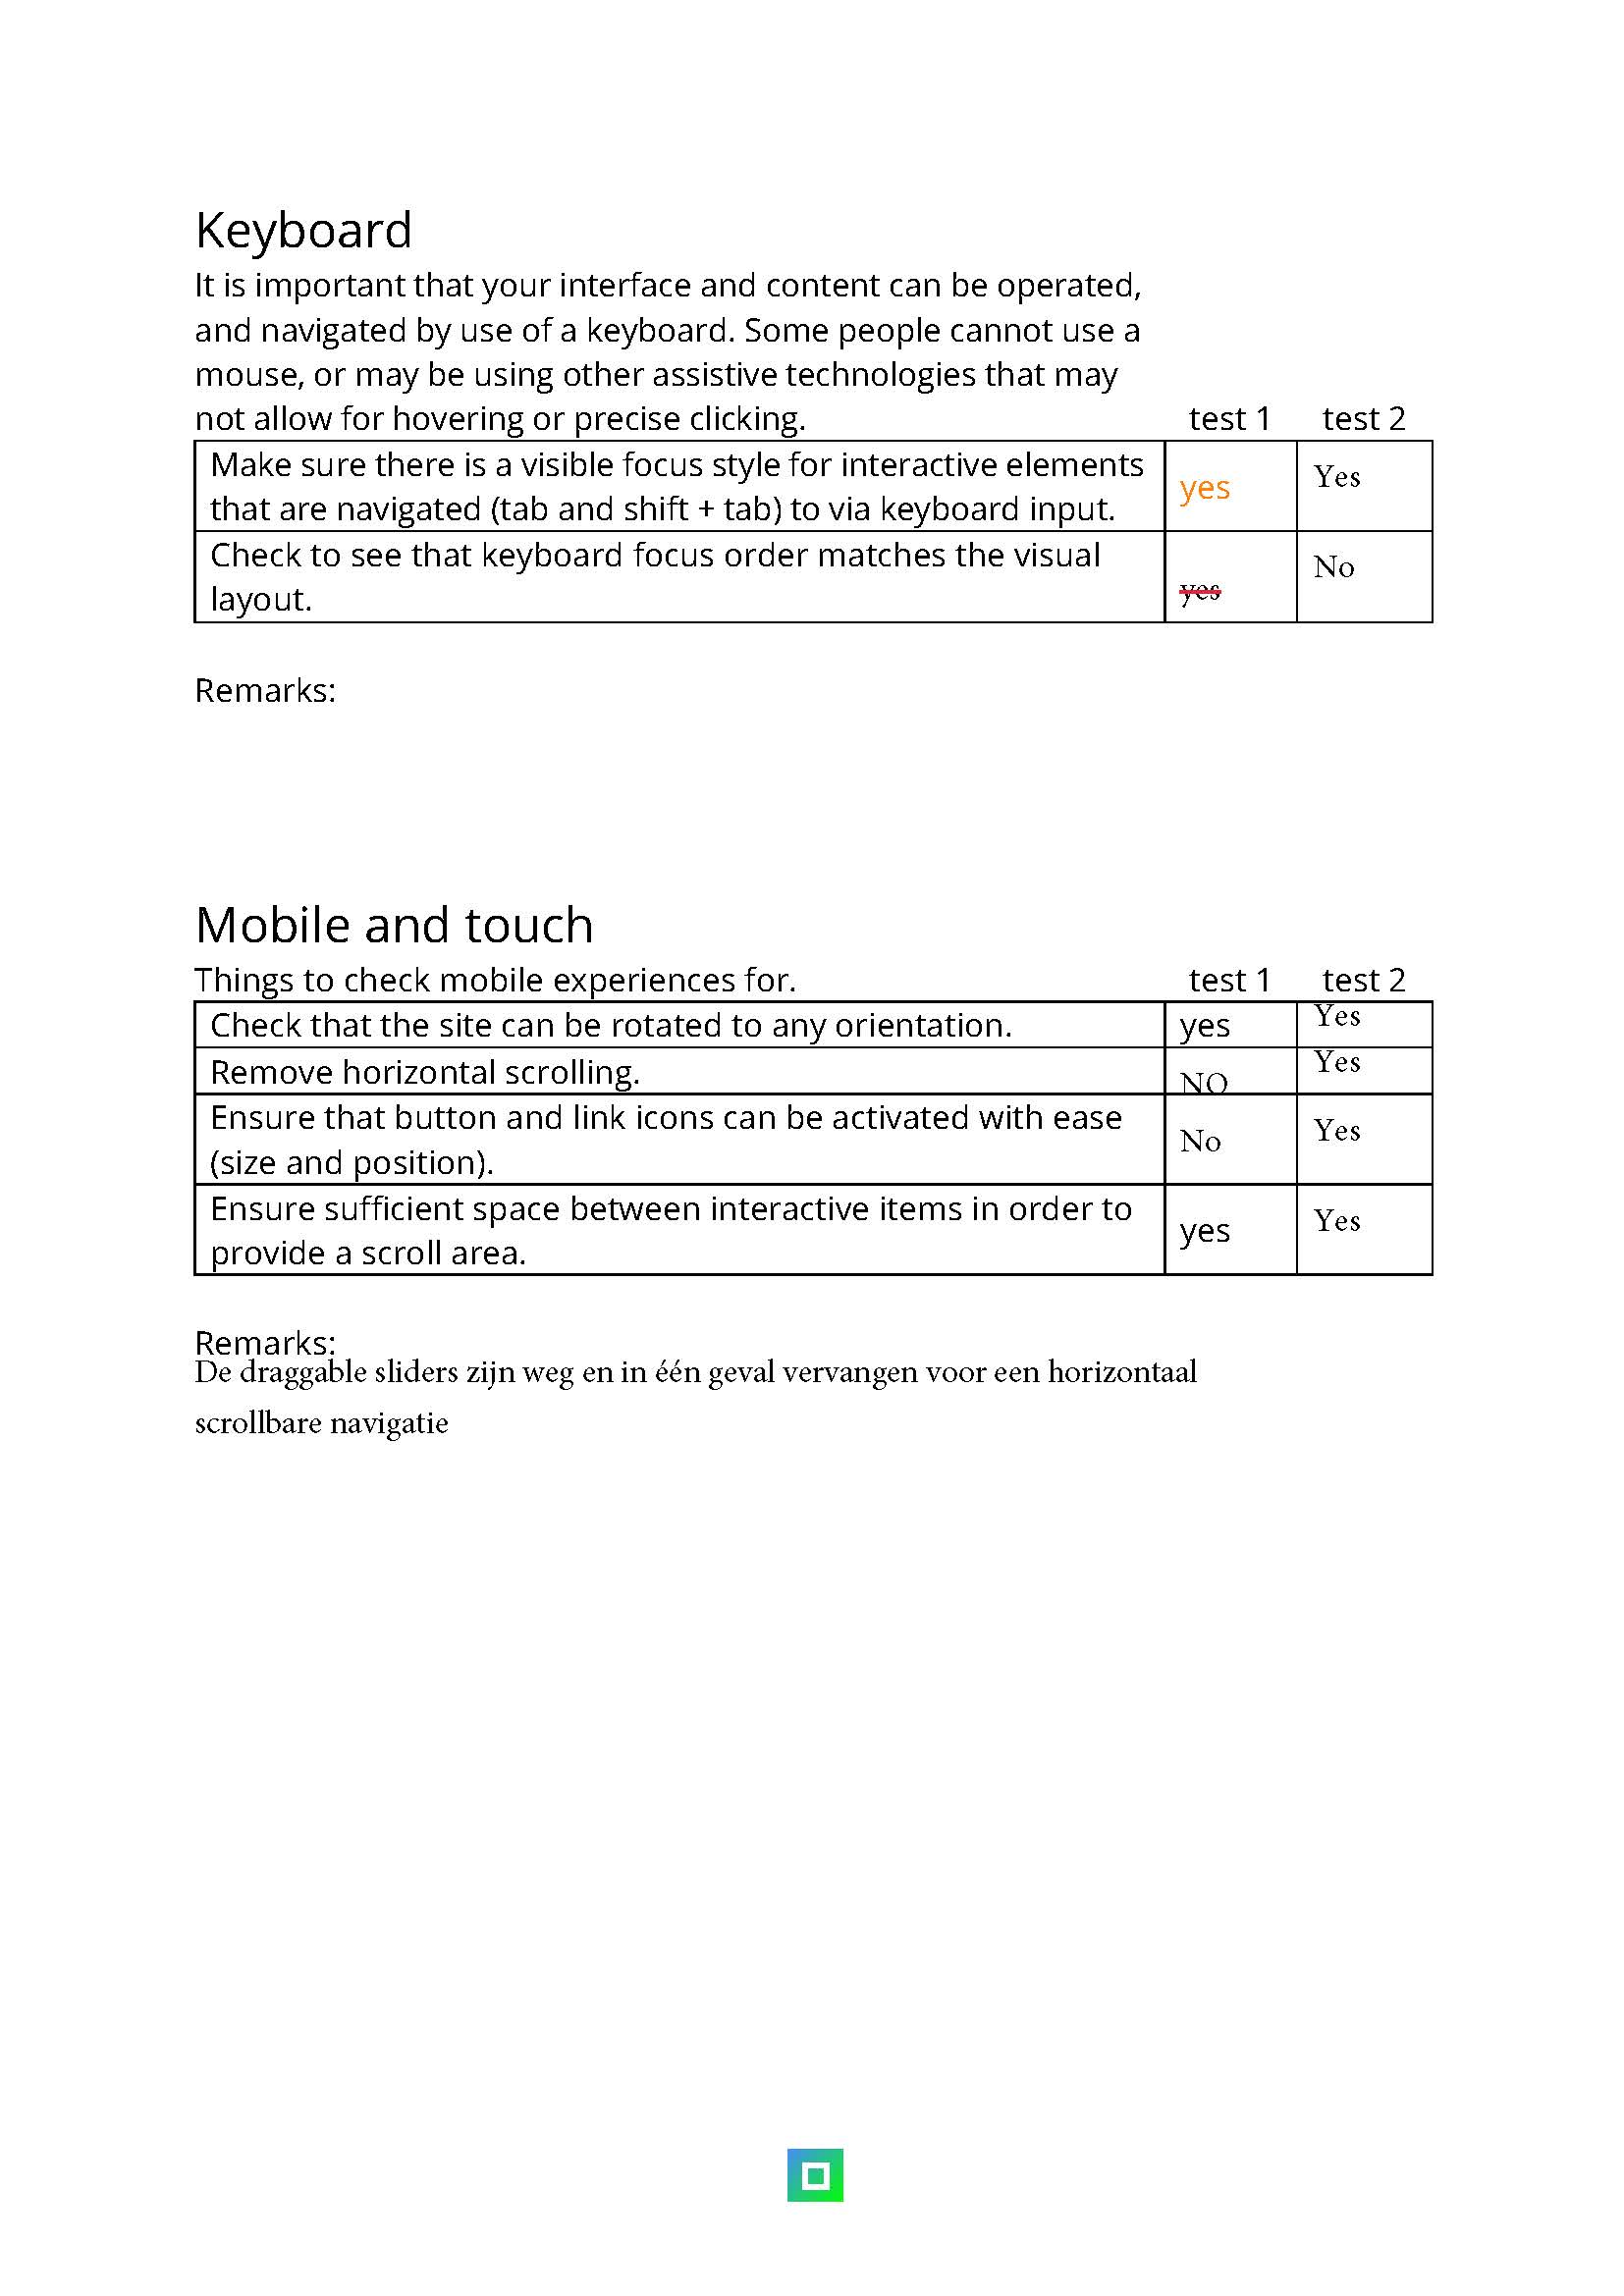 Keyboard
It is important that your interface and content can be operated,
and navigated by use of a keyboard. Some people cannot use a
mouse, or may be using other assistive technologies that may
not allow for hovering or precise clicking. test 1 test 2
Make sure there is a visible focus style for interactive elements
that are navigated (tab and shift + tab) to via keyboard input.
yes Yes
Check to see that keyboard focus order matches the visual
layout.
yes No
Remarks:
Mobile and touch
Things to check mobile experiences for. test 1 test 2
Check that the site can be rotated to any orientation. yes Yes
Remove horizontal scrolling. NO Yes
Ensure that button and link icons can be activated with ease
(size and position).
No Yes
Ensure sufficient space between interactive items in order to
provide a scroll area.
yes Yes
Remarks:
De draggable sliders zijn weg en in één geval vervangen voor een horizontaal
scrollbare navigatie